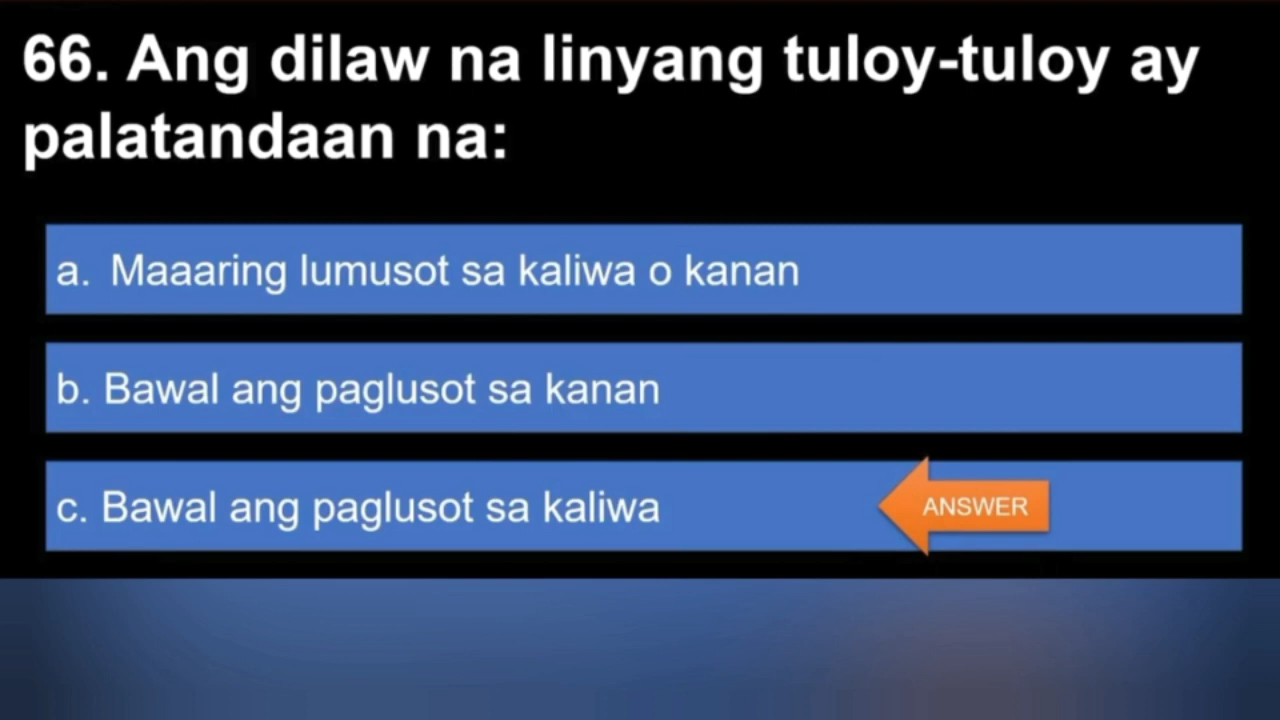 66. Ang dilaw na linyang tuloy-tuloy ay
palatandaan na:
a. Maaaring lumusot sa kaliwa o kanan
b. Bawal ang paglusot sa kanan
c. Bawal ang paglusot sa kaliwa
ANSWER